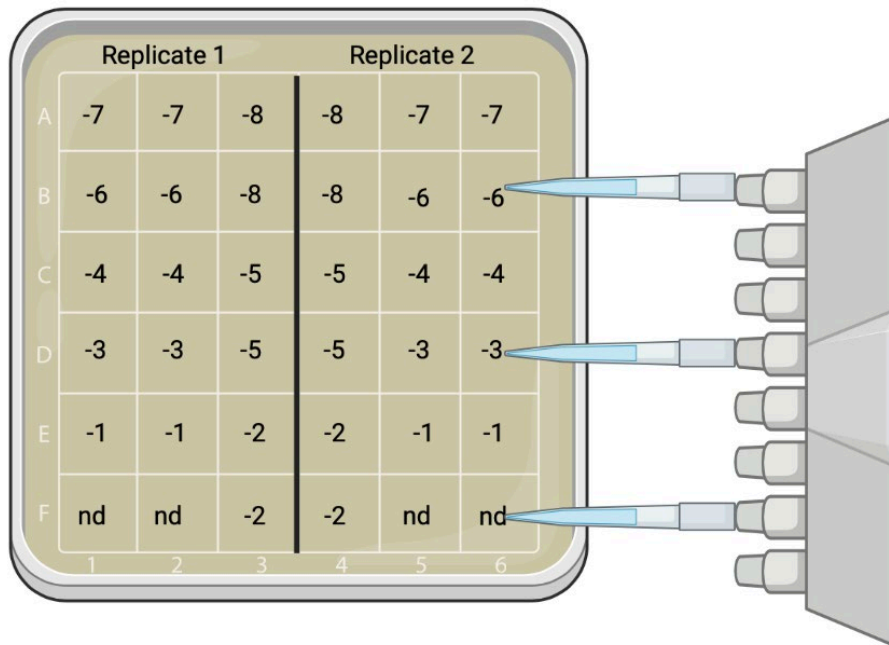 Replicate 1 Replicate 2
A -7 -7 -8 -8 -7 -7
B -6 -6 -8 -8 -6 -6
C -4 -4 -5 -5 -4 -4
D -3 -3 -5 -5 -3 -3
E -1 -1 -2 -2 -1 -1
F nd nd -2 -2 nd nd
1 2 3 4 5 6